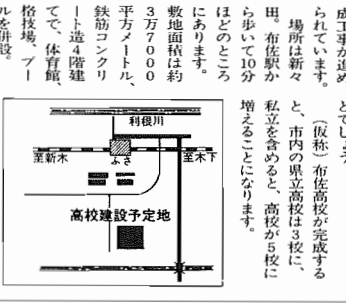 成工事が進め
られています。
　場所は新々
田。布佐駅か
ら歩いて10分
ほどのところ
にあります。
敷地面積は約
3万7000
平方メートル、
鉄筋コンクリ
ート造4階建
てで、体育館、
格技場、プー
ルを併設。
（仮称）布佐高校が完成する
と、市内の県立高校は3校に、
私立を含めると、高校が5校に
増えることになります。
利根川
至新木
ふさ
至木下
高校建設予定地